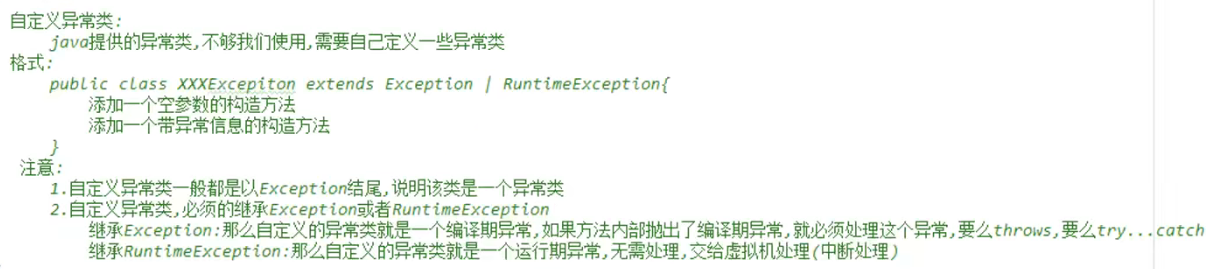 自定义异常类:
java提供的异常类,不够我们使用,需要自己定义一些异常类
格式:
public class XXXExcepiton extends Exception | RuntimeException{
添加一个空参数的构造方法
添加一个带异常信息的构造方法
}
注意:
1.自定义异常类一般都是以Exception结尾,说明该类是一个异常类
2.自定义异常类,必须的继承Exception或者RuntimeException
继承Exception:那么自定义的异常类就是一个编译期异常,如果方法内部抛出了编译期异常,就必须处理这个异常,要么throws,要么try...catch
继承RuntimeException:那么自定义的异常类就是一个运行期异常,无需处理,交给虚拟机处理(中断处理)